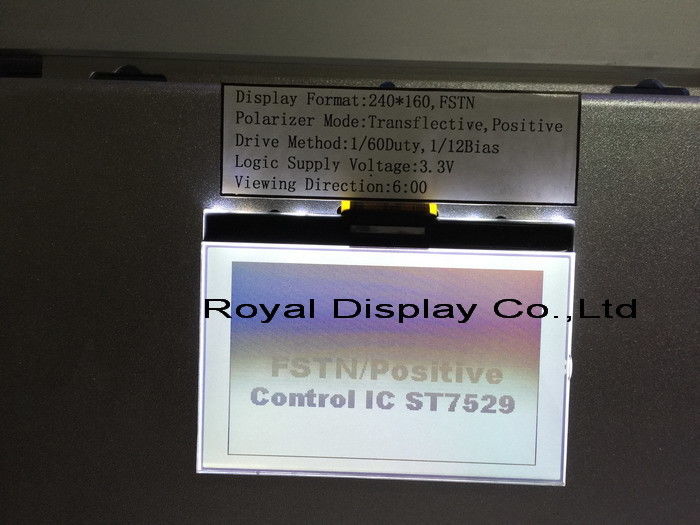 Display Format:240*160,FSTN
Polarizer Mode:Transflective,Positive
Drive Method:1/60Duty,1/12Bias
Logic Supply Voltage:3.3V
Viewing Direction:6:00
Royal Display Co.,Ltd
FSTN/Positive
Control IC ST7529